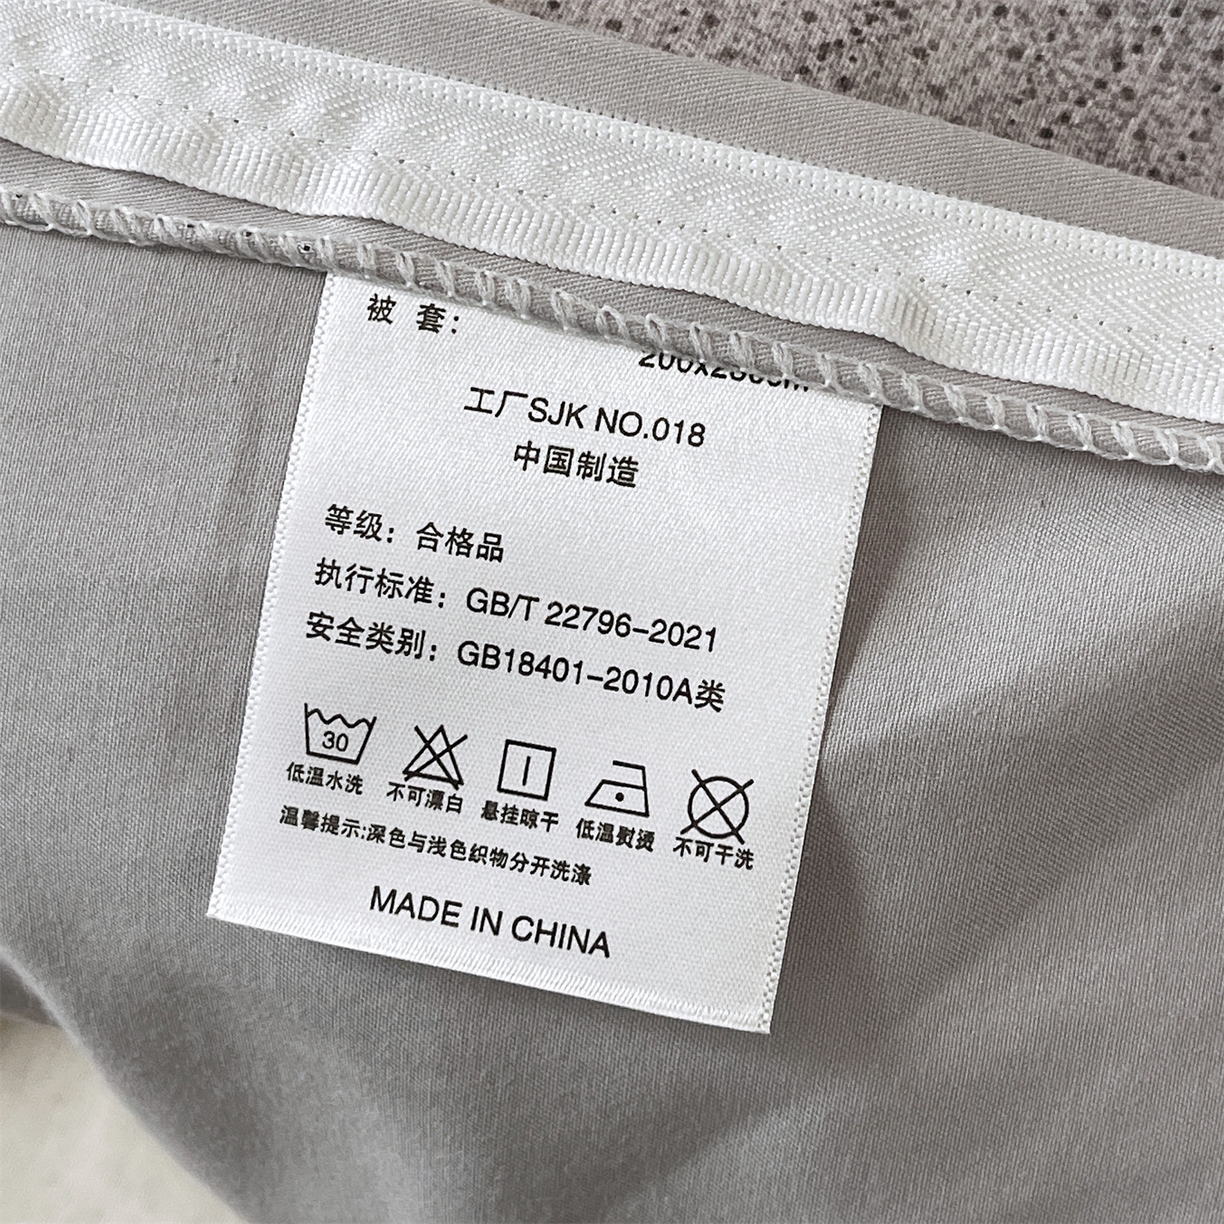 被 套：
工厂SJK NO.018
中国制造
等级：合格品
执行标准：GB/T 22796-2021
安全类别：GB18401-2010A类
30
低温水洗 不可漂白 悬挂晾干 低温熨烫 不可干洗
温馨提示:深色与浅色织物分开洗涤
MADE IN CHINA